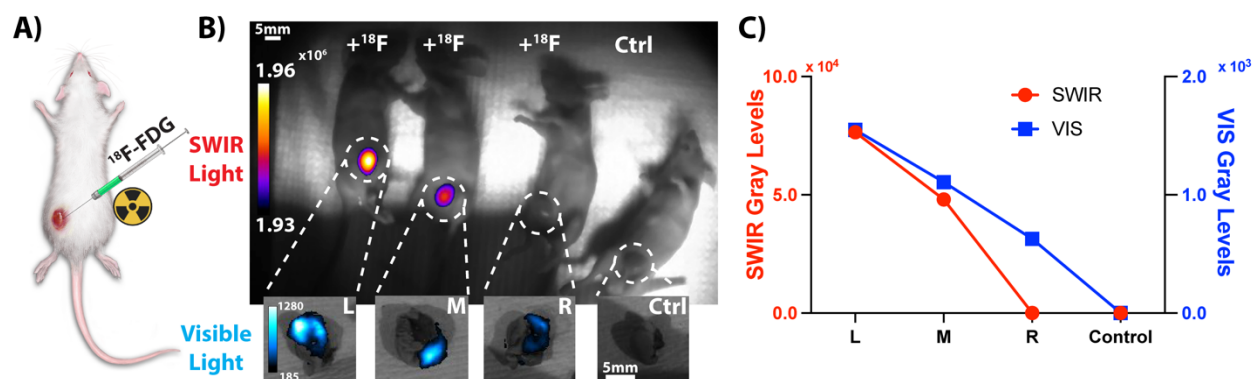 A)
¹⁸F-FDG
B)
5mm
+¹⁸F
+¹⁸F
+¹⁸F
Ctrl
x10⁶
1.96
1.93
SWIR
Light
Visible
Light
1280
185
L
M
R
Ctrl
5mm
C)
x 10⁴
x 10³
10.0
5.0
0.0
SWIR Gray Levels
SWIR
VIS
2.0
1.0
0.0
VIS Gray Levels
L
M
R
Control